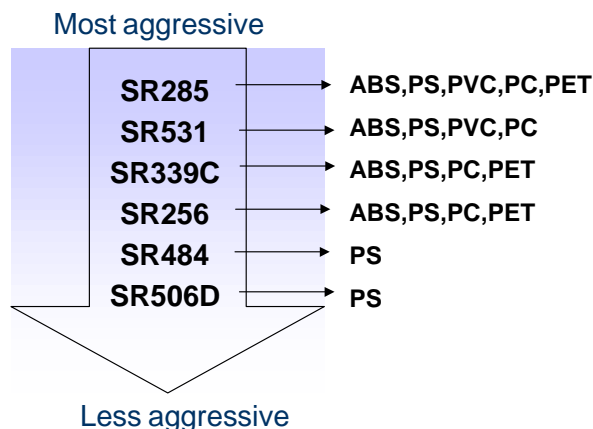 Most aggressive
SR285 ABS,PS,PVC,PC,PET
SR531 ABS,PS,PVC,PC
SR339C ABS,PS,PC,PET
SR256 ABS,PS,PC,PET
SR484 PS
SR506D PS
Less aggressive